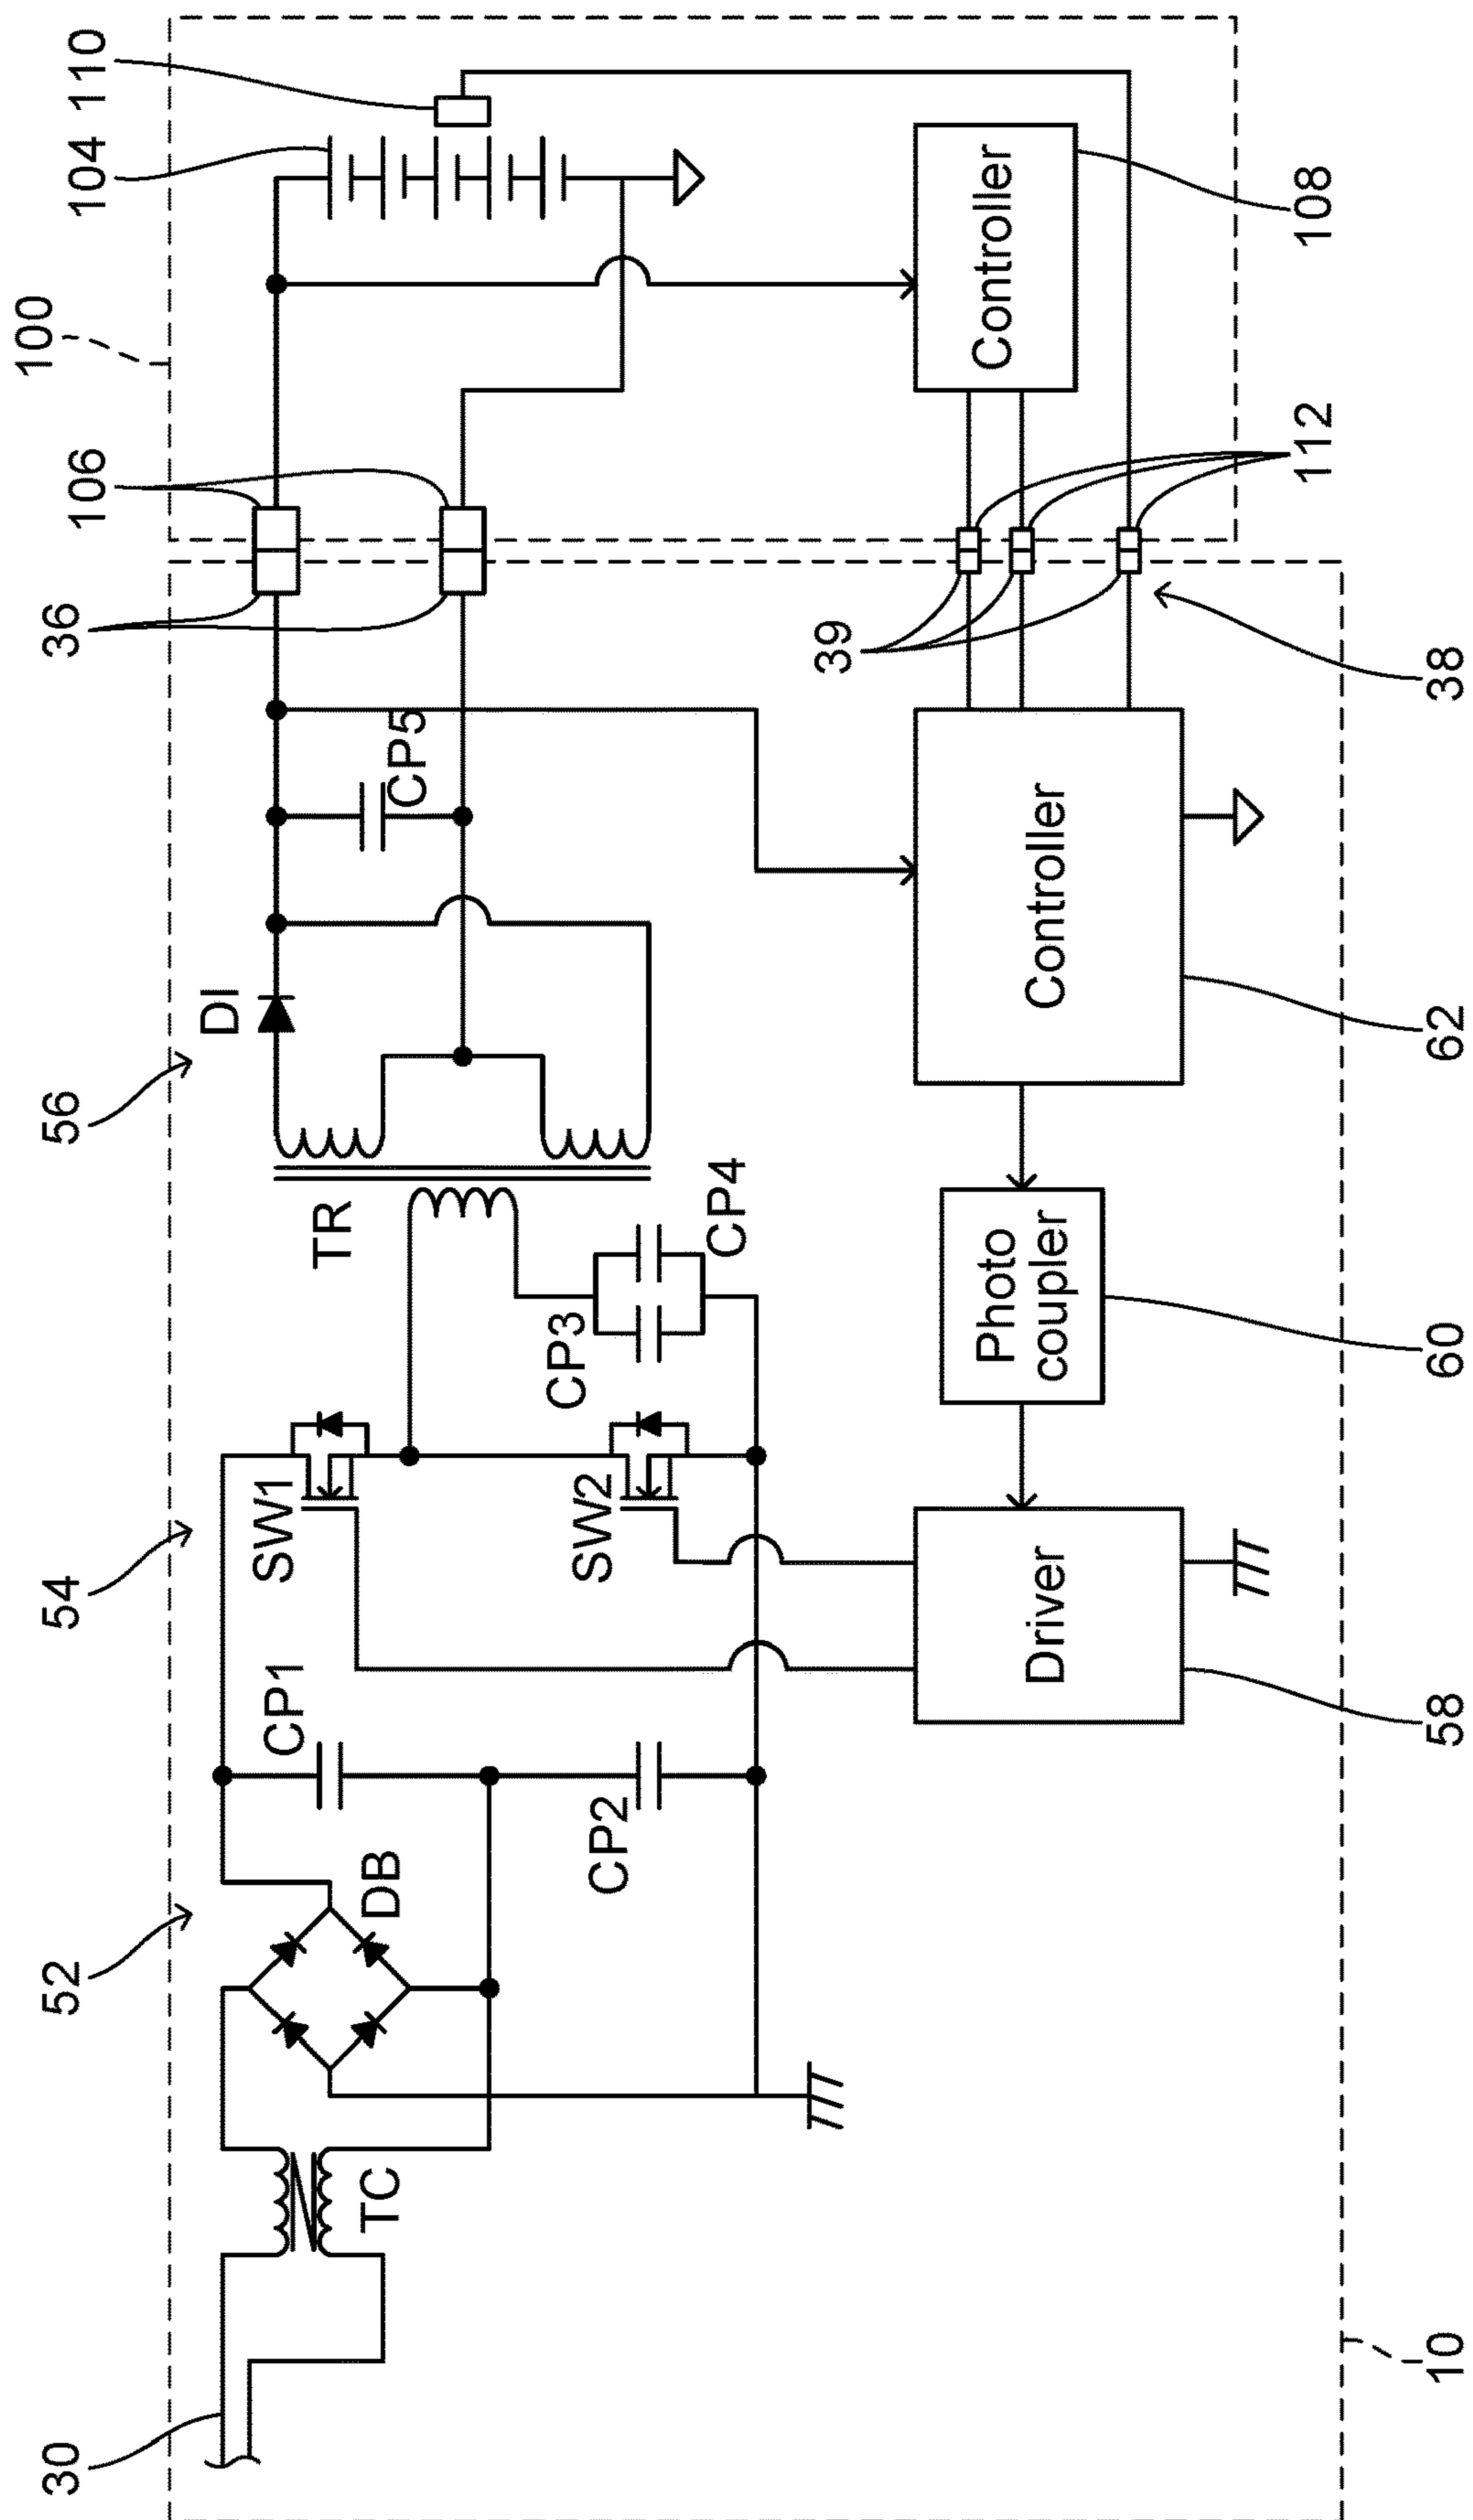 100
104
110
106
36
56
DI
CP5
TR
54
SW1
SW2
CP3
CP4
52
CP1
CP2
DB
30
TC
Controller
108
112
39
38
Controller
62
Photo
coupler
60
Driver
58
10